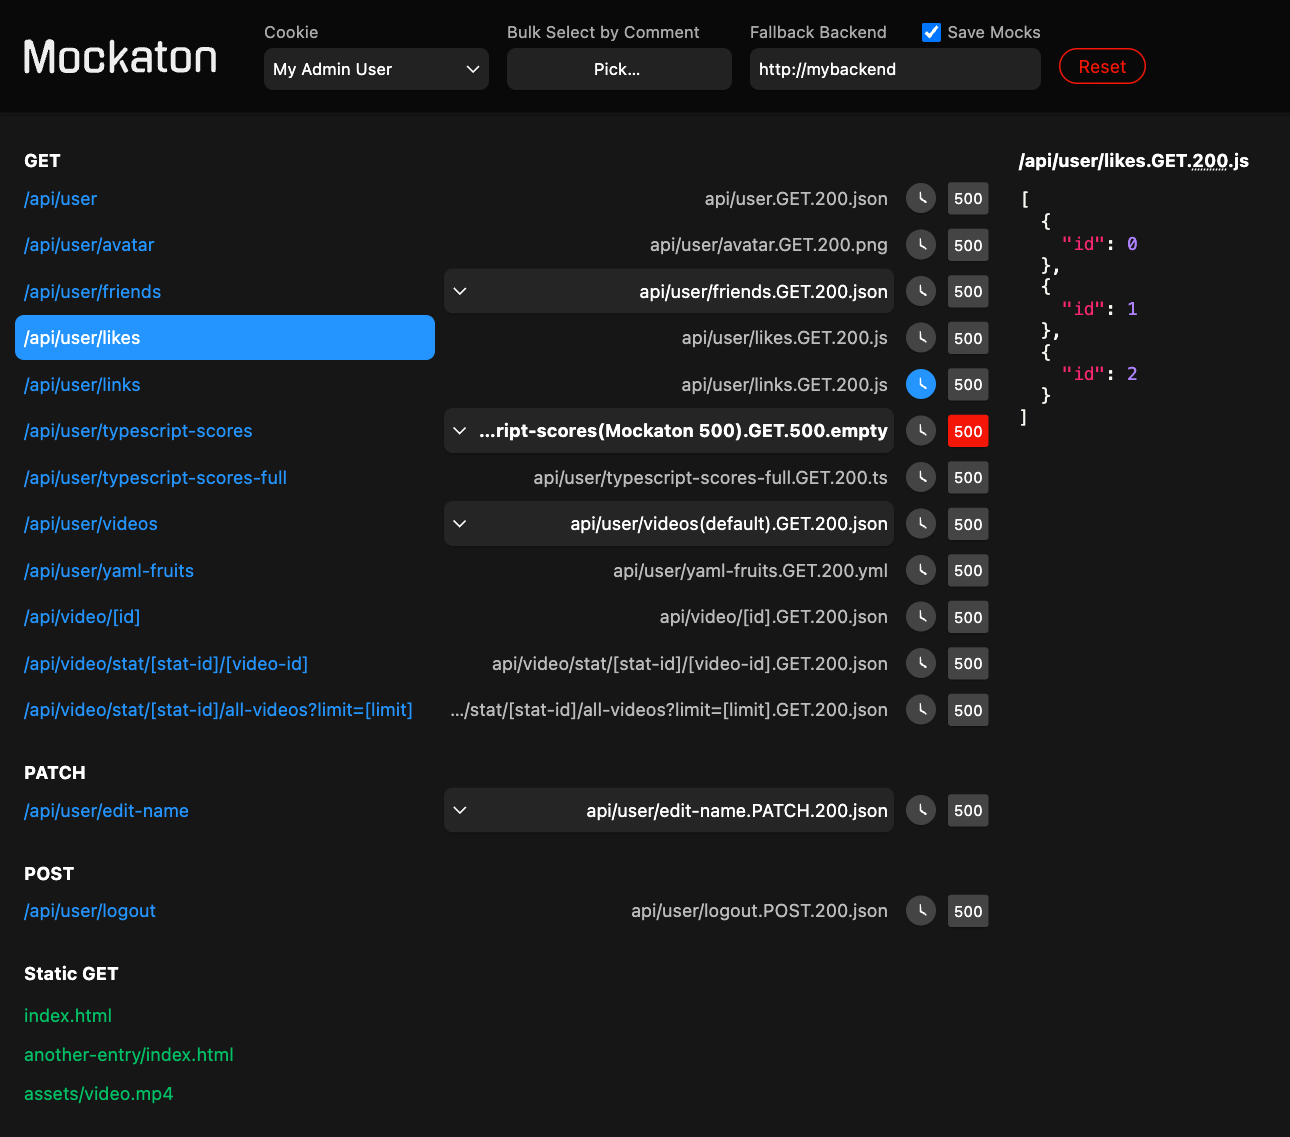 Mockaton
Cookie
My Admin User
Bulk Select by Comment
Pick...
Fallback Backend
Save Mocks
http://mybackend
Reset
GET
/api/user api/user.GET.200.json 500
/api/user/avatar api/user/avatar.GET.200.png 500
/api/user/friends api/user/friends.GET.200.json 500
/api/user/likes api/user/likes.GET.200.js 500
/api/user/links api/user/links.GET.200.js 500
/api/user/typescript-scores ...ript-scores(Mockaton 500).GET.500.empty 500
/api/user/typescript-scores-full api/user/typescript-scores-full.GET.200.ts 500
/api/user/videos api/user/videos(default).GET.200.json 500
/api/user/yaml-fruits api/user/yaml-fruits.GET.200.yml 500
/api/video/[id] api/video/[id].GET.200.json 500
/api/video/stat/[stat-id]/[video-id] api/video/stat/[stat-id]/[video-id].GET.200.json 500
/api/video/stat/[stat-id]/all-videos?limit=[limit] .../stat/[stat-id]/all-videos?limit=[limit].GET.200.json 500
PATCH
/api/user/edit-name api/user/edit-name.PATCH.200.json 500
POST
/api/user/logout api/user/logout.POST.200.json 500
Static GET
index.html
another-entry/index.html
assets/video.mp4
/api/user/likes.GET.200.js
[
{
"id": 0
},
{
"id": 1
},
{
"id": 2
}
]